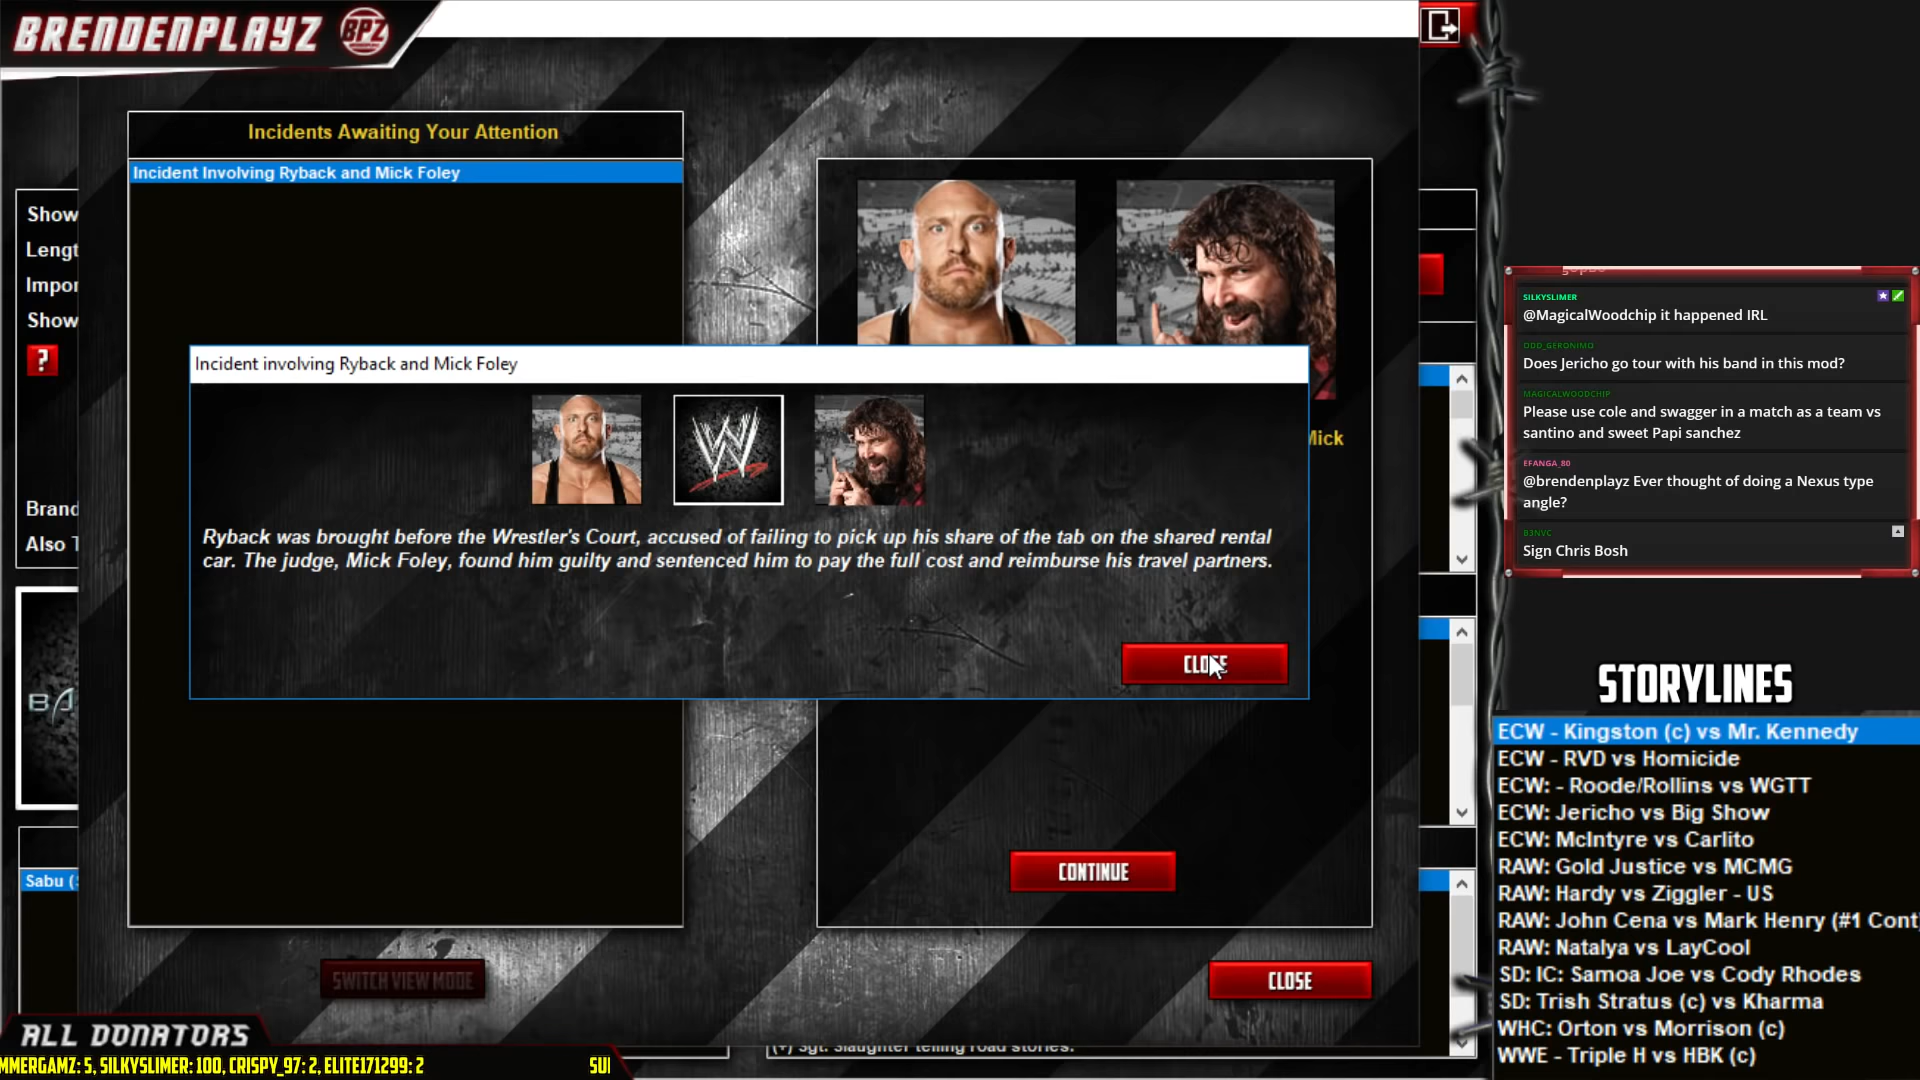 BRENDENPLAYZ BPZ
Incidents Awaiting Your Attention
Incident Involving Ryback and Mick Foley
Show
Lengt
Impor
Show
?
Brand
Also T
Sabu (
Mick
Incident involving Ryback and Mick Foley
W
Ryback was brought before the Wrestler's Court, accused of failing to pick up his share of the tab on the shared rental
car. The judge, Mick Foley, found him guilty and sentenced him to pay the full cost and reimburse his travel partners.
CLOSE
CONTINUE
SWITCH VIEW MODE
CLOSE
(+) Sgt. Slaughter telling road stories.
ALL DONATORS
MMERGAMZ: 5, SILKYSLIMER: 100, CRISPY_97: 2, ELITE171299: 2
SUI
SILKYSLIMER
@MagicalWoodchip it happened IRL
ODD_GERONIMO
Does Jericho go tour with his band in this mod?
MAGICALWOODCHIP
Please use cole and swagger in a match as a team vs
santino and sweet Papi sanchez
EFANGA_80
@brendenplayz Ever thought of doing a Nexus type
angle?
B3NVC
Sign Chris Bosh
STORYLINES
ECW - Kingston (c) vs Mr. Kennedy
ECW - RVD vs Homicide
ECW: - Roode/Rollins vs WGTT
ECW: Jericho vs Big Show
ECW: McIntyre vs Carlito
RAW: Gold Justice vs MCMG
RAW: Hardy vs Ziggler - US
RAW: John Cena vs Mark Henry (#1 Cont
RAW: Natalya vs LayCool
SD: IC: Samoa Joe vs Cody Rhodes
SD: Trish Stratus (c) vs Kharma
WHC: Orton vs Morrison (c)
WWE - Triple H vs HBK (c)